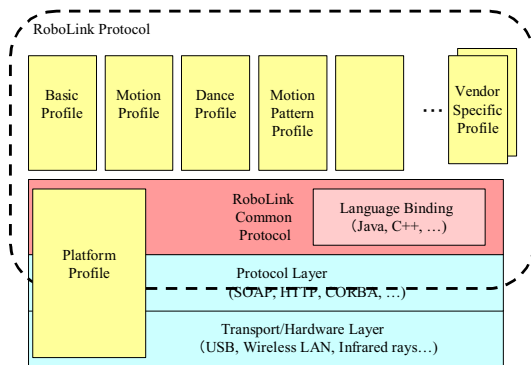 RoboLink Protocol
Basic
Profile
Motion
Profile
Dance
Profile
Motion
Pattern
Profile
...
Vendor
Specific
Profile
RoboLink
Common
Protocol
Language Binding
(Java, C++, …)
Platform
Profile
Protocol Layer
(SOAP, HTTP, CORBA, …)
Transport/Hardware Layer
(USB, Wireless LAN, Infrared rays…)